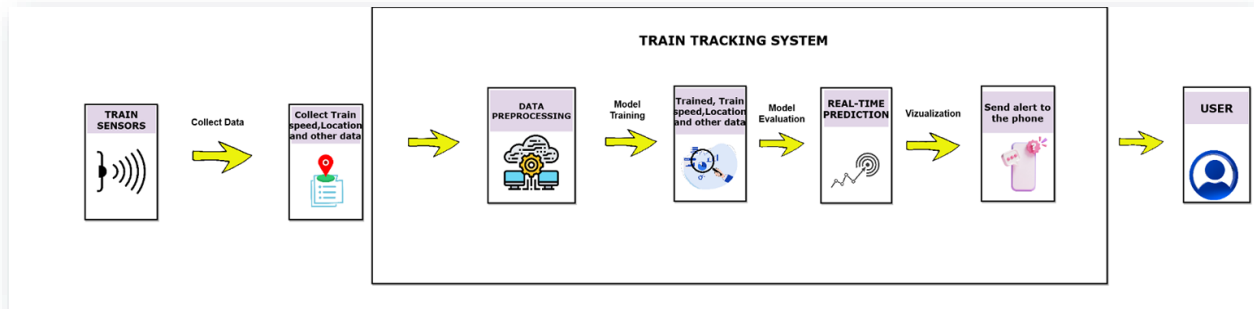 TRAIN TRACKING SYSTEM
TRAIN
SENSORS
Collect Data
Collect Train
speed,Location
and other data
DATA
PREPROCESSING
Model
Training
Trained, Train
speed,Location
and other data
Model
Evaluation
REAL-TIME
PREDICTION
Vizualization
Send alert to
the phone
USER